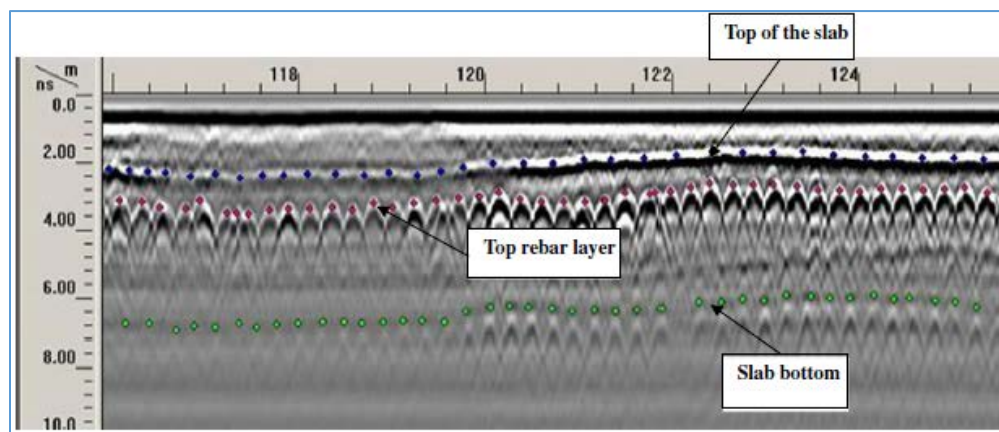 Top of the slab
m
ns
118 120 122 124
0.0
2.00
4.00
Top rebar layer
6.00
Slab bottom
8.00
10.0